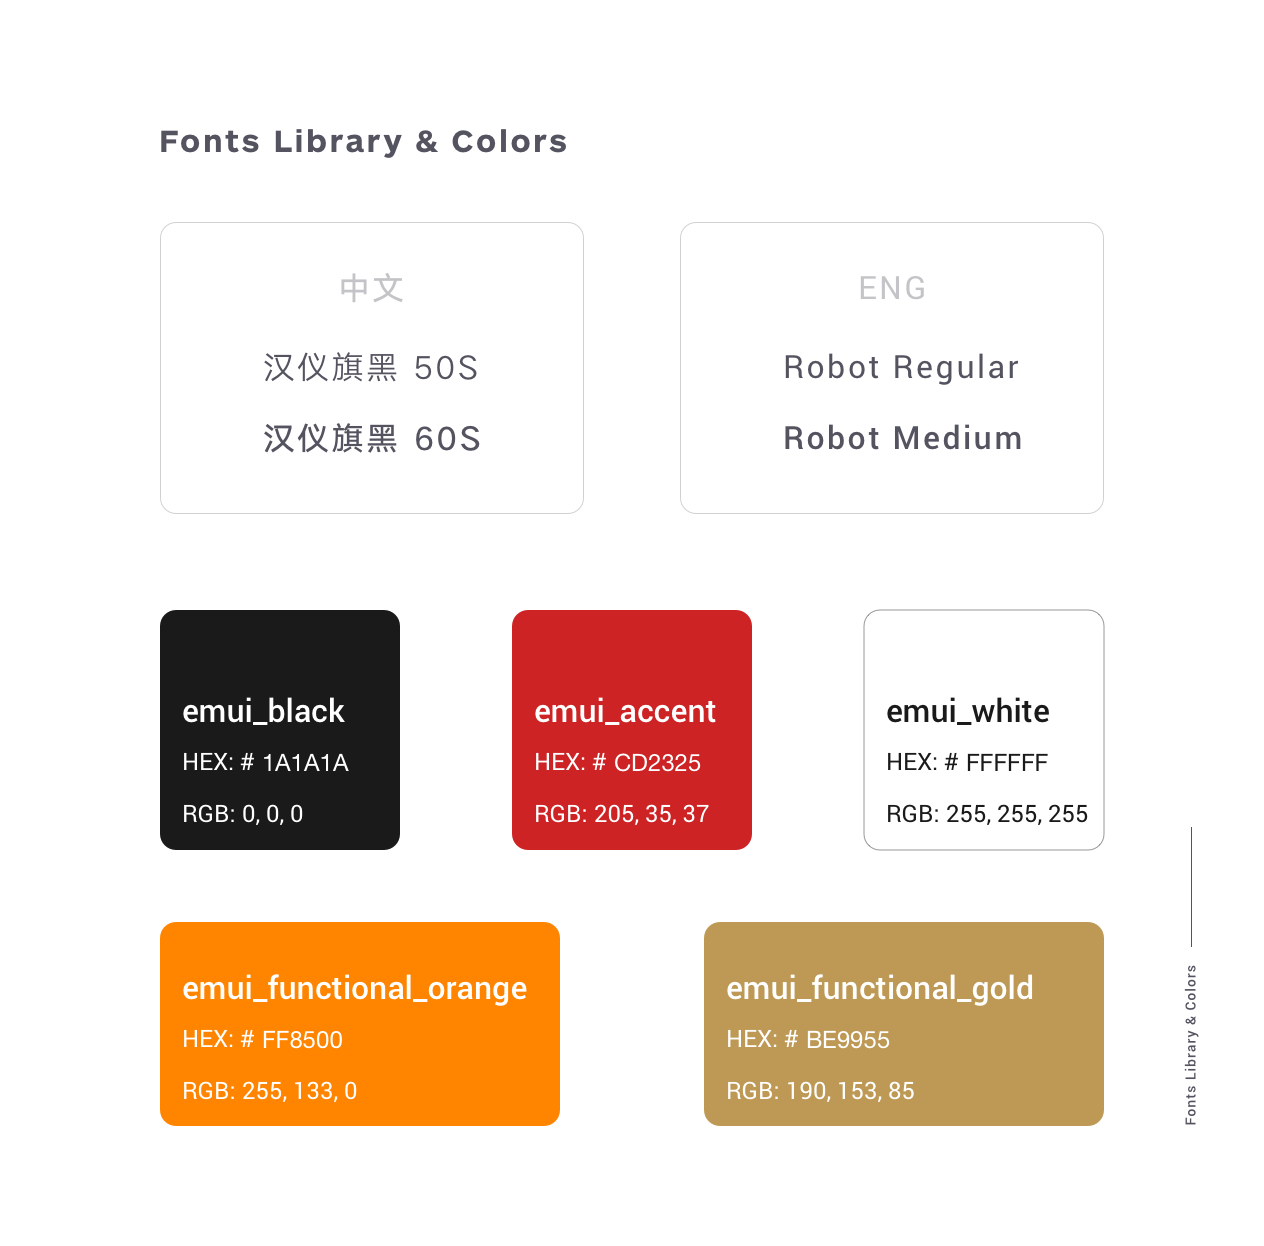 Fonts Library & Colors
中文
汉仪旗黑 50S
汉仪旗黑 60S
ENG
Robot Regular
Robot Medium
emui_black
HEX: # 1A1A1A
RGB: 0, 0, 0
emui_accent
HEX: # CD2325
RGB: 205, 35, 37
emui_white
HEX: # FFFFFF
RGB: 255, 255, 255
emui_functional_orange
HEX: # FF8500
RGB: 255, 133, 0
emui_functional_gold
HEX: # BE9955
RGB: 190, 153, 85
Fonts Library & Colors